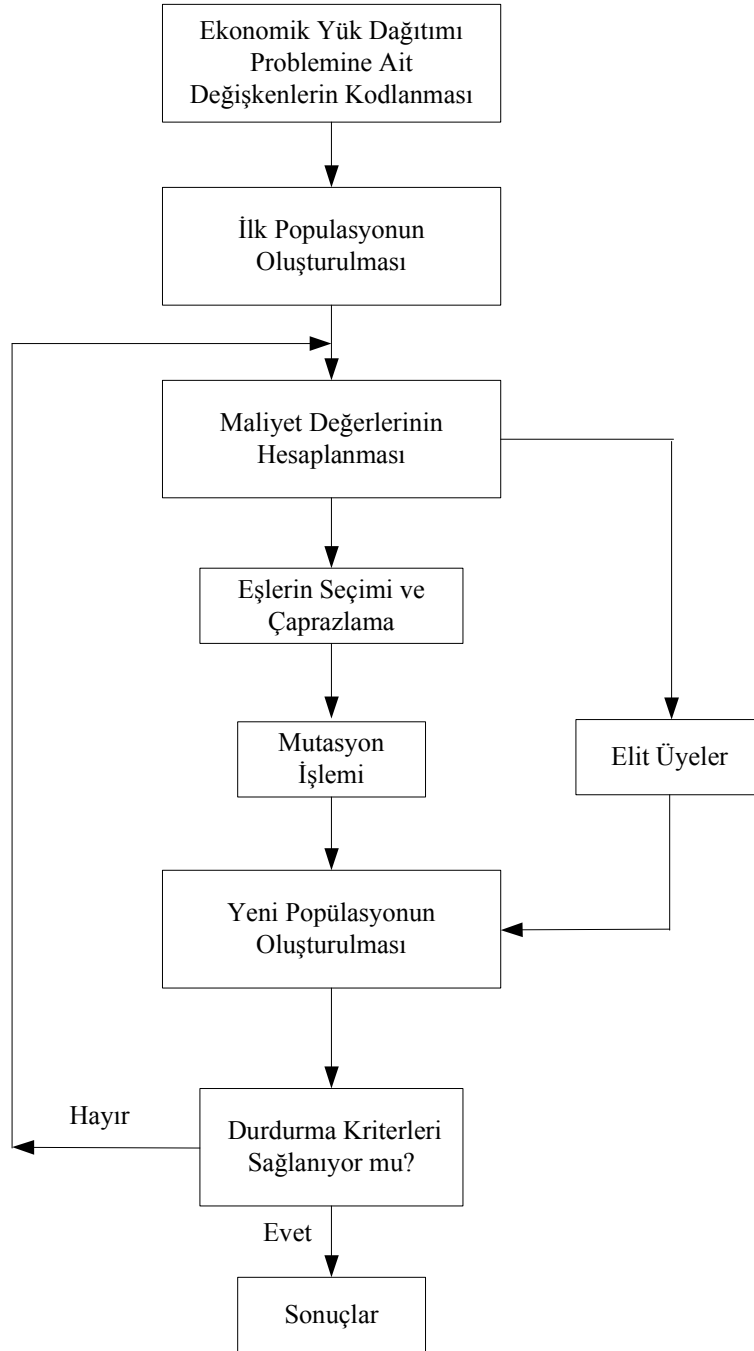 Ekonomik Yük Dağıtımı
Problemine Ait
Değişkenlerin Kodlanması
İlk Populasyonun
Oluşturulması
Maliyet Değerlerinin
Hesaplanması
Eşlerin Seçimi ve
Çaprazlama
Mutasyon
İşlemi
Elit Üyeler
Yeni Popülasyonun
Oluşturulması
Hayır
Durdurma Kriterleri
Sağlanıyor mu?
Evet
Sonuçlar